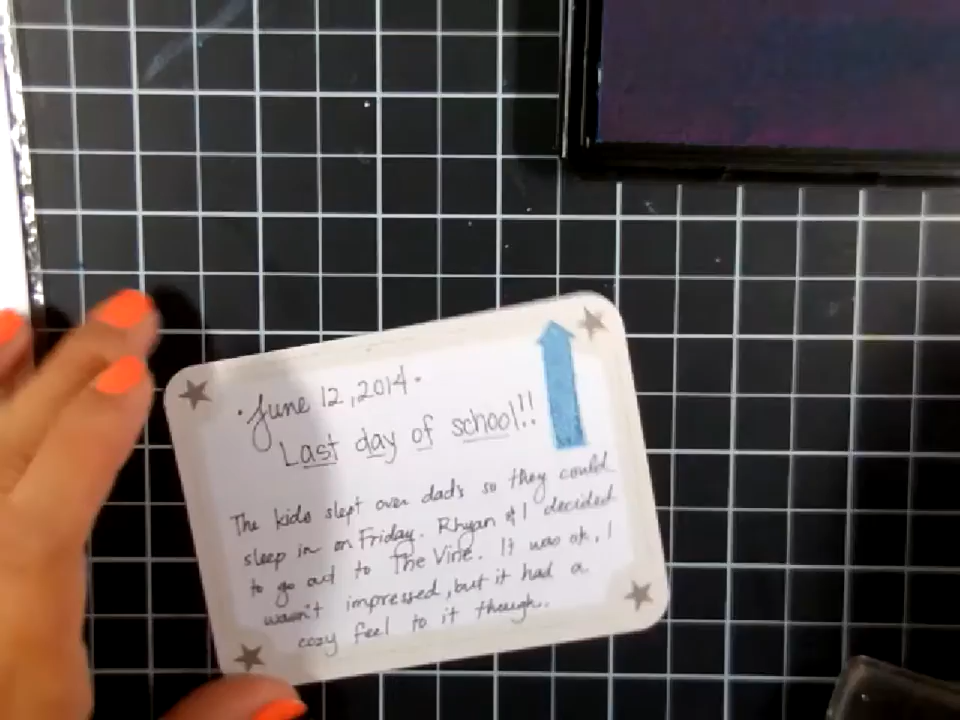 ·June 12, 2014·
Last day of school!!
The kids slept over dad's so they could
sleep in on Friday. Rhyan & I decided
to go out to The Vine. It was ok, I
wasn't impressed, but it had a
cozy feel to it though.